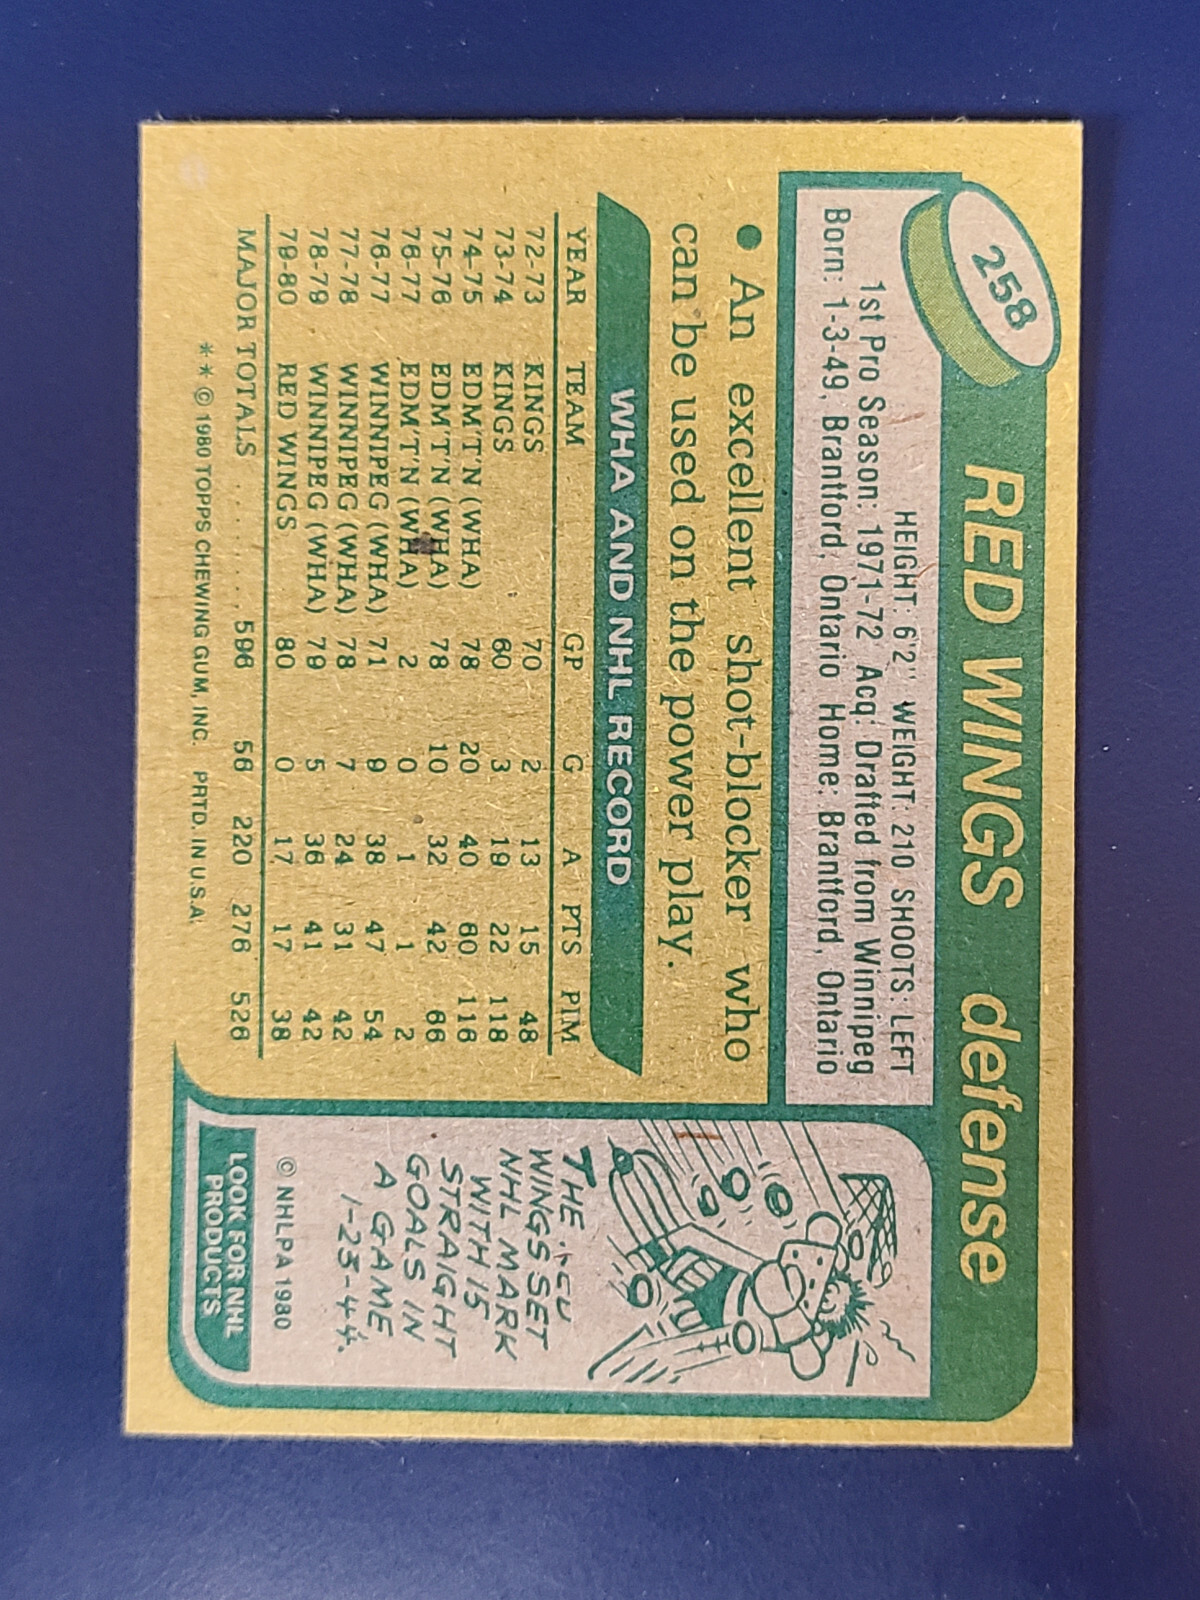 258
RED WINGS defense
HEIGHT: 6'2" WEIGHT: 210 SHOOTS: LEFT
1st Pro Season: 1971-72 Acq: Drafted from Winnipeg
Born: 1-3-49, Brantford, Ontario Home: Brantford, Ontario
• An excellent shot-blocker who
can be used on the power play.
WHA AND NHL RECORD
YEAR TEAM GP G A PTS PIM
72-73 KINGS 70 2 13 15 48
73-74 KINGS 60 3 19 22 118
74-75 EDM'T'N (WHA) 78 20 40 60 116
75-76 EDM'T'N (WHA) 78 10 32 42 66
76-77 EDM'T'N (WHA) 2 0 1 1 2
76-77 WINNIPEG (WHA) 71 9 38 47 54
77-78 WINNIPEG (WHA) 78 7 24 31 42
78-79 WINNIPEG (WHA) 79 5 36 41 42
79-80 RED WINGS 80 0 17 17 38
MAJOR TOTALS . . . . . . . . 596 56 220 276 526
** © 1980 TOPPS CHEWING GUM, INC. PRTD. IN U.S.A.
THE
WINGS SET
NHL MARK
WITH 15
STRAIGHT
GOALS IN
A GAME
1-23-44.
© NHLPA 1980
LOOK FOR NHL
PRODUCTS